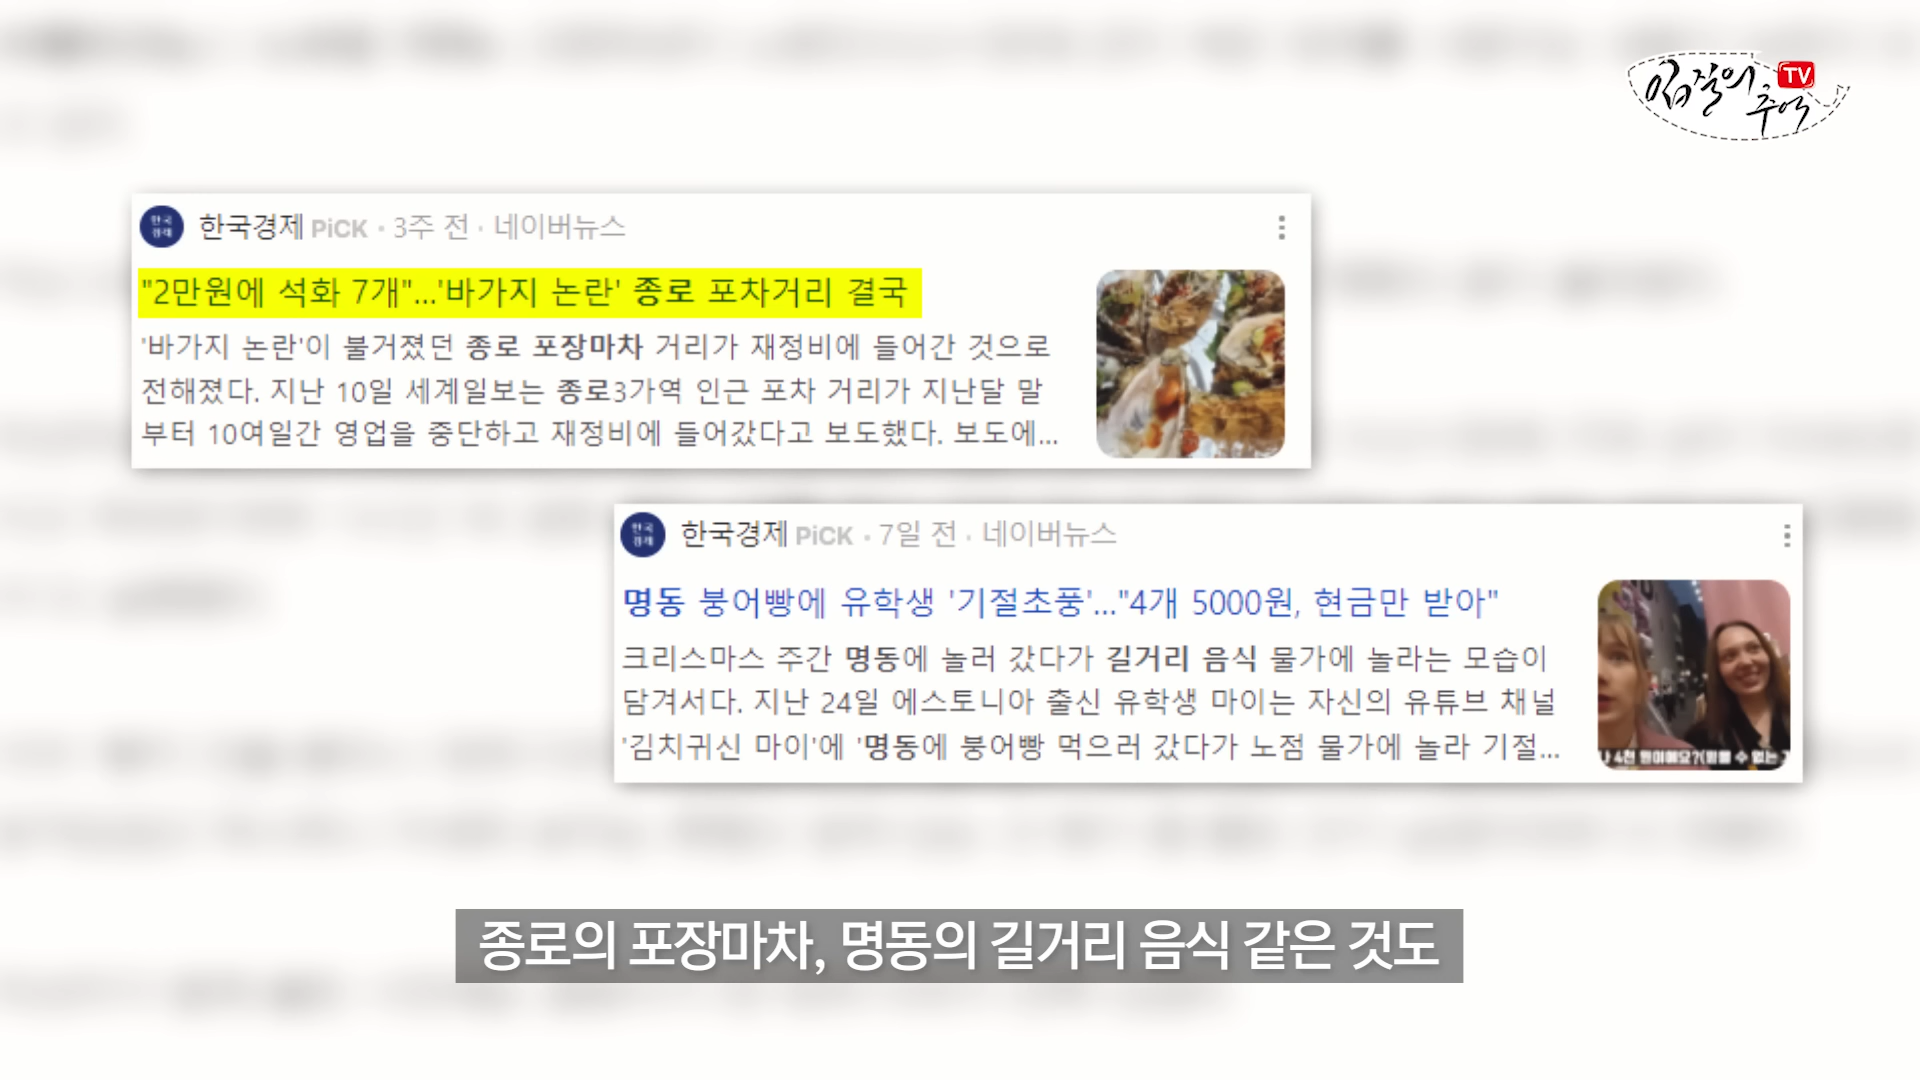 입질의 추억 TV
한국경제 PiCK · 3주 전 · 네이버뉴스
"2만원에 석화 7개"...'바가지 논란' 종로 포차거리 결국
'바가지 논란'이 불거졌던 종로 포장마차 거리가 재정비에 들어간 것으로
전해졌다. 지난 10일 세계일보는 종로3가역 인근 포차 거리가 지난달 말
부터 10여일간 영업을 중단하고 재정비에 들어갔다고 보도했다. 보도에...
한국경제 PiCK · 7일 전 · 네이버뉴스
명동 붕어빵에 유학생 '기절초풍'..."4개 5000원, 현금만 받아"
크리스마스 주간 명동에 놀러 갔다가 길거리 음식 물가에 놀라는 모습이
담겨서다. 지난 24일 에스토니아 출신 유학생 마이는 자신의 유튜브 채널
'김치귀신 마이'에 '명동에 붕어빵 먹으러 갔다가 노점 물가에 놀라 기절...
종로의 포장마차, 명동의 길거리 음식 같은 것도